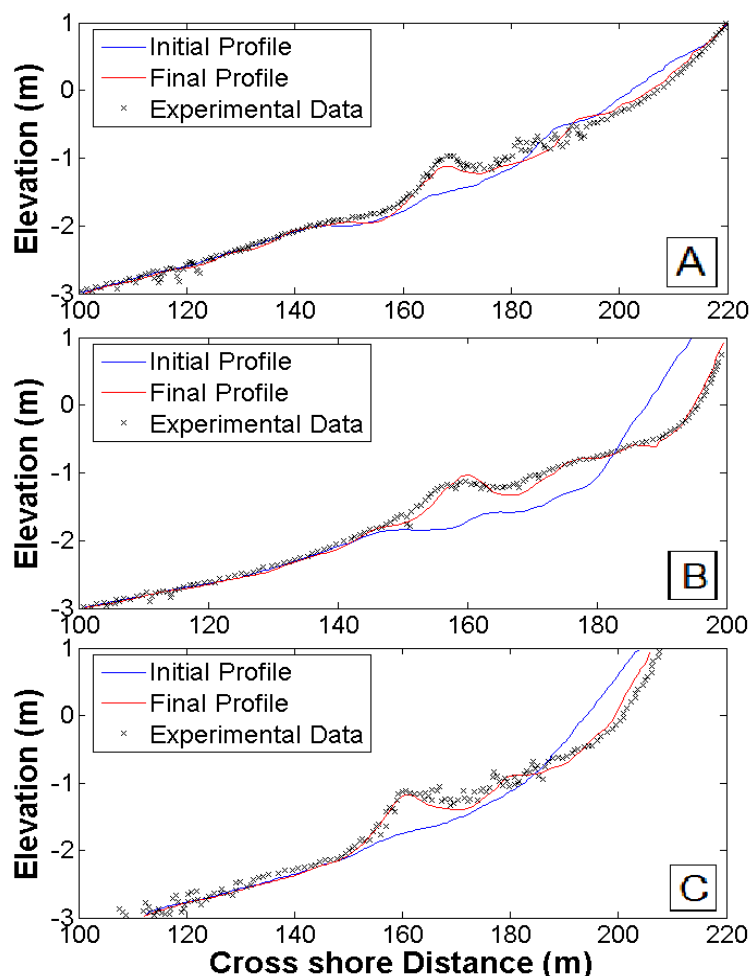 1
0
-1
-2
-3
Elevation (m)
Initial Profile
Final Profile
Experimental Data
A
100 120 140 160 180 200 220
1
0
-1
-2
-3
Elevation (m)
Initial Profile
Final Profile
Experimental Data
B
100 120 140 160 180 200
1
0
-1
-2
-3
Elevation (m)
Initial Profile
Final Profile
Experimental Data
C
100 120 140 160 180 200 220
Cross shore Distance (m)